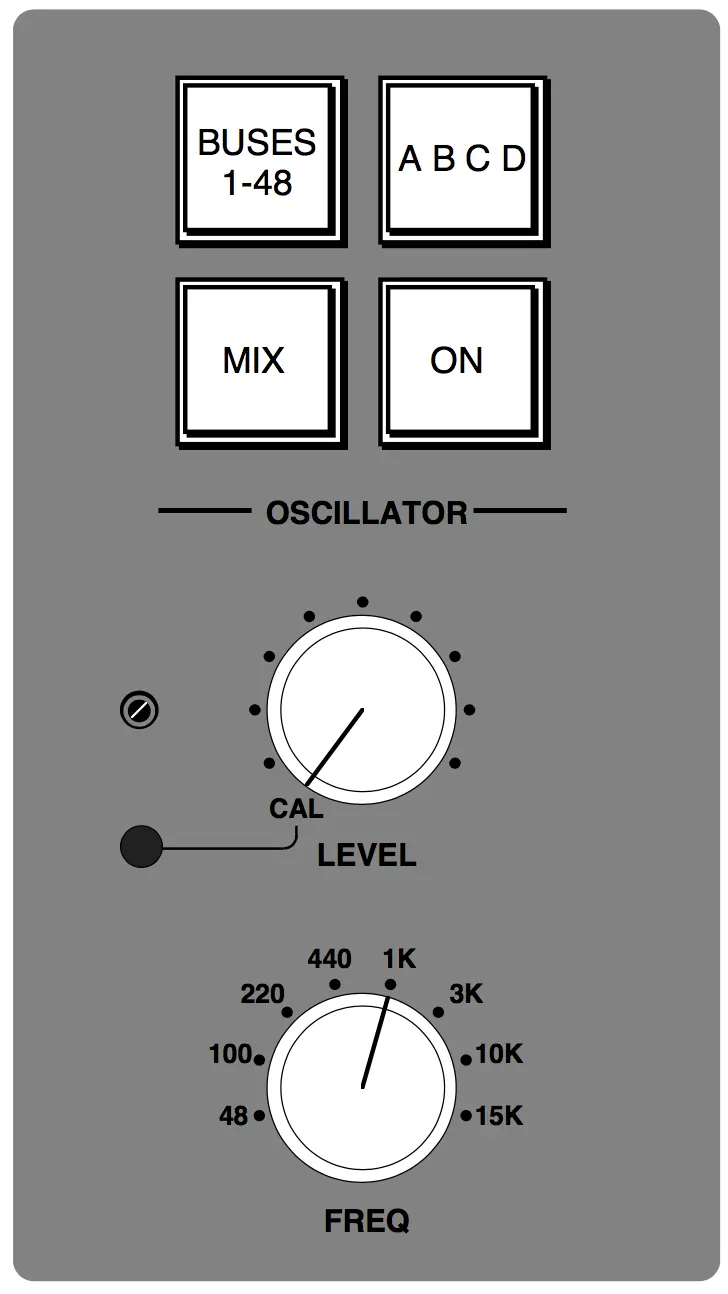 BUSES
1-48
A B C D
MIX
ON
OSCILLATOR
CAL
LEVEL
440 1K
220 3K
100 10K
48 15K
FREQ